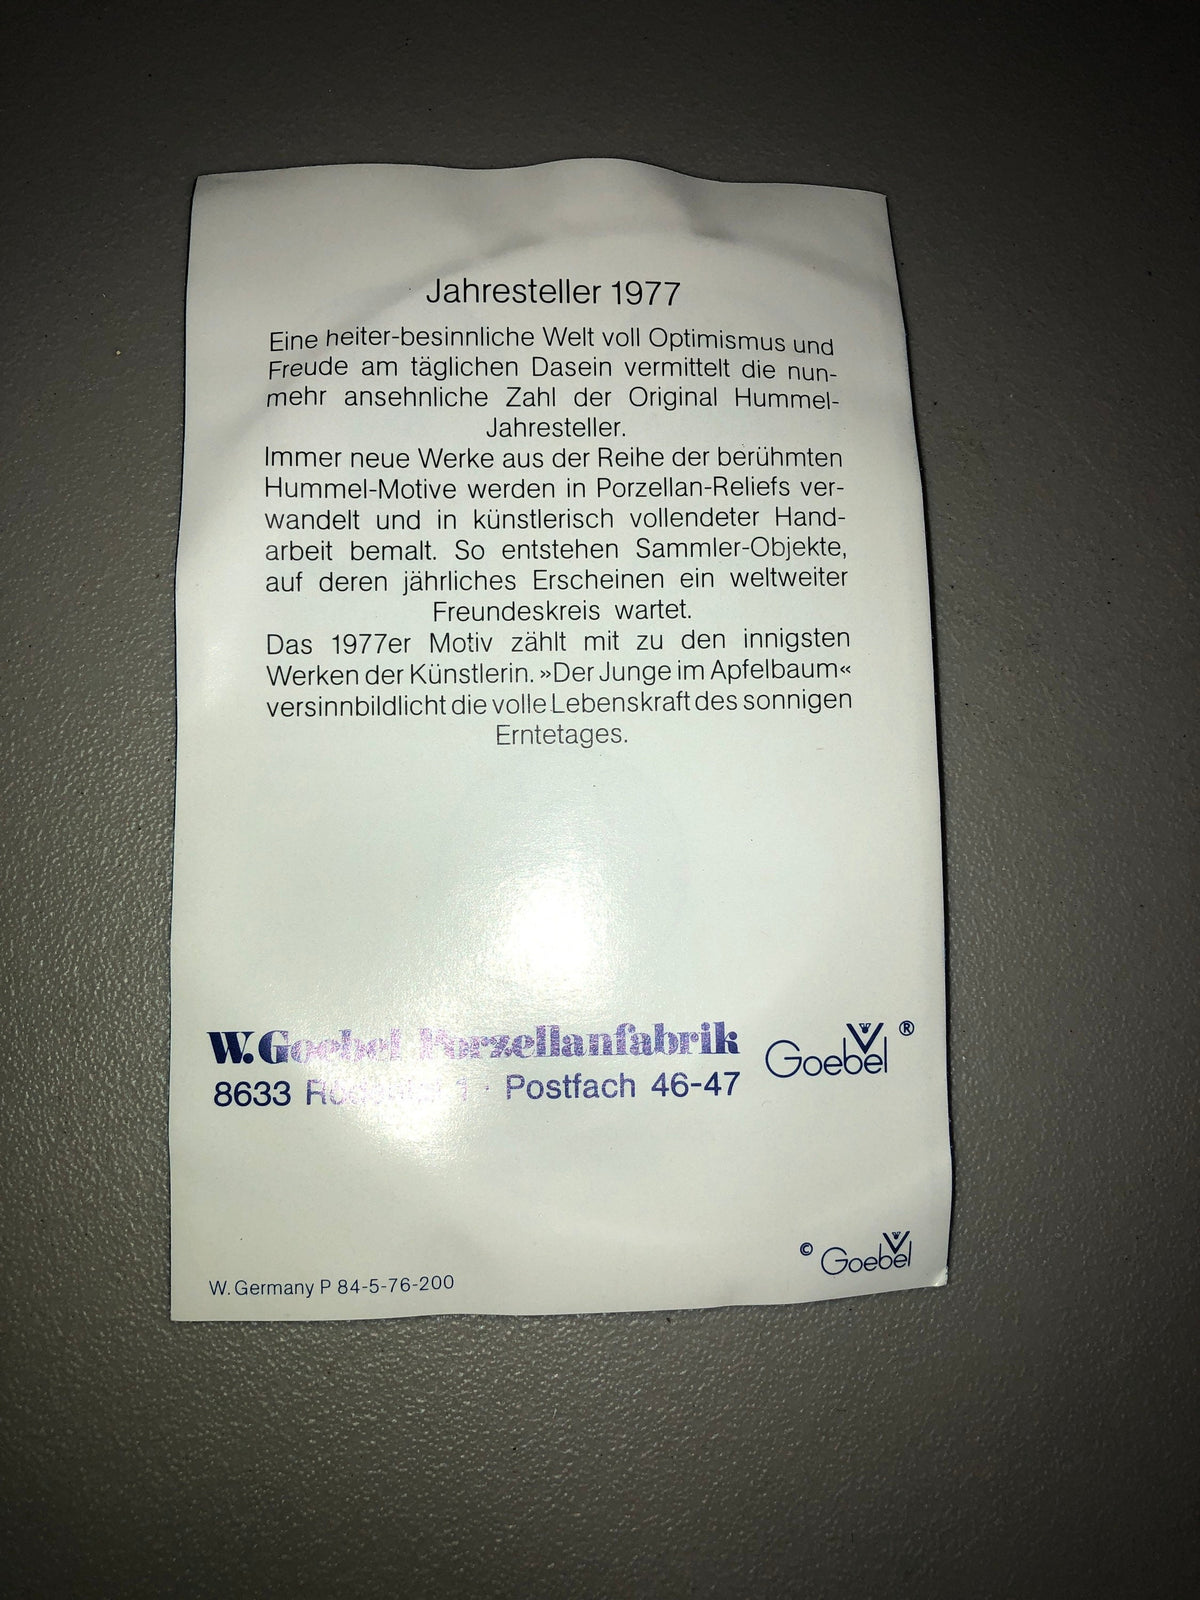 Jahresteller 1977
Eine heiter-besinnliche Welt voll Optimismus und
Freude am täglichen Dasein vermittelt die nun-
mehr ansehnliche Zahl der Original Hummel-
Jahresteller.
Immer neue Werke aus der Reihe der berühmten
Hummel-Motive werden in Porzellan-Reliefs ver-
wandelt und in künstlerisch vollendeter Hand-
arbeit bemalt. So entstehen Sammler-Objekte,
auf deren jährliches Erscheinen ein weltweiter
Freundeskreis wartet.
Das 1977er Motiv zählt mit zu den innigsten
Werken der Künstlerin. »Der Junge im Apfelbaum«
versinnbildlicht die volle Lebenskraft des sonnigen
Erntetages.
W. Goebel Porzellanfabrik
8633 1 · Postfach 46-47
Goebel ®
© Goebel
W. Germany P 84-5-76-200